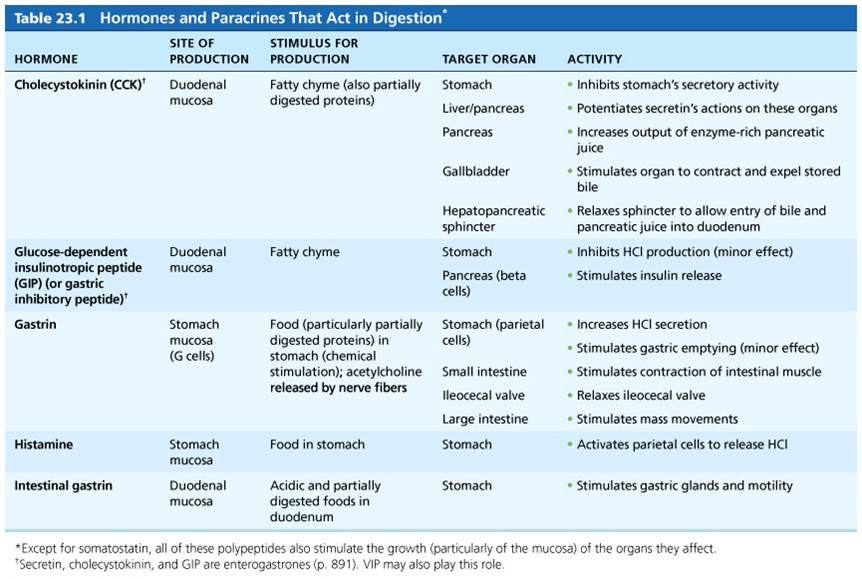 Table 23.1 Hormones and Paracrines That Act in Digestion*
HORMONE
SITE OF
PRODUCTION
STIMULUS FOR
PRODUCTION
TARGET ORGAN
ACTIVITY
Cholecystokinin (CCK)†
Duodenal
mucosa
Fatty chyme (also partially
digested proteins)
Stomach
• Inhibits stomach's secretory activity
Liver/pancreas
• Potentiates secretin's actions on these organs
Pancreas
• Increases output of enzyme-rich pancreatic
juice
Gallbladder
• Stimulates organ to contract and expel stored
bile
Hepatopancreatic
sphincter
• Relaxes sphincter to allow entry of bile and
pancreatic juice into duodenum
Glucose-dependent
insulinotropic peptide
(GIP) (or gastric
inhibitory peptide)†
Duodenal
mucosa
Fatty chyme
Stomach
• Inhibits HCl production (minor effect)
Pancreas (beta
cells)
• Stimulates insulin release
Gastrin
Stomach
mucosa
(G cells)
Food (particularly partially
digested proteins) in
stomach (chemical
stimulation); acetylcholine
released by nerve fibers
Stomach (parietal
cells)
• Increases HCl secretion
• Stimulates gastric emptying (minor effect)
Small intestine
• Stimulates contraction of intestinal muscle
Ileocecal valve
• Relaxes ileocecal valve
Large intestine
• Stimulates mass movements
Histamine
Stomach
mucosa
Food in stomach
Stomach
• Activates parietal cells to release HCl
Intestinal gastrin
Duodenal
mucosa
Acidic and partially
digested foods in
duodenum
Stomach
• Stimulates gastric glands and motility
*Except for somatostatin, all of these polypeptides also stimulate the growth (particularly of the mucosa) of the organs they affect.
†Secretin, cholecystokinin, and GIP are enterogastrones (p. 891). VIP may also play this role.